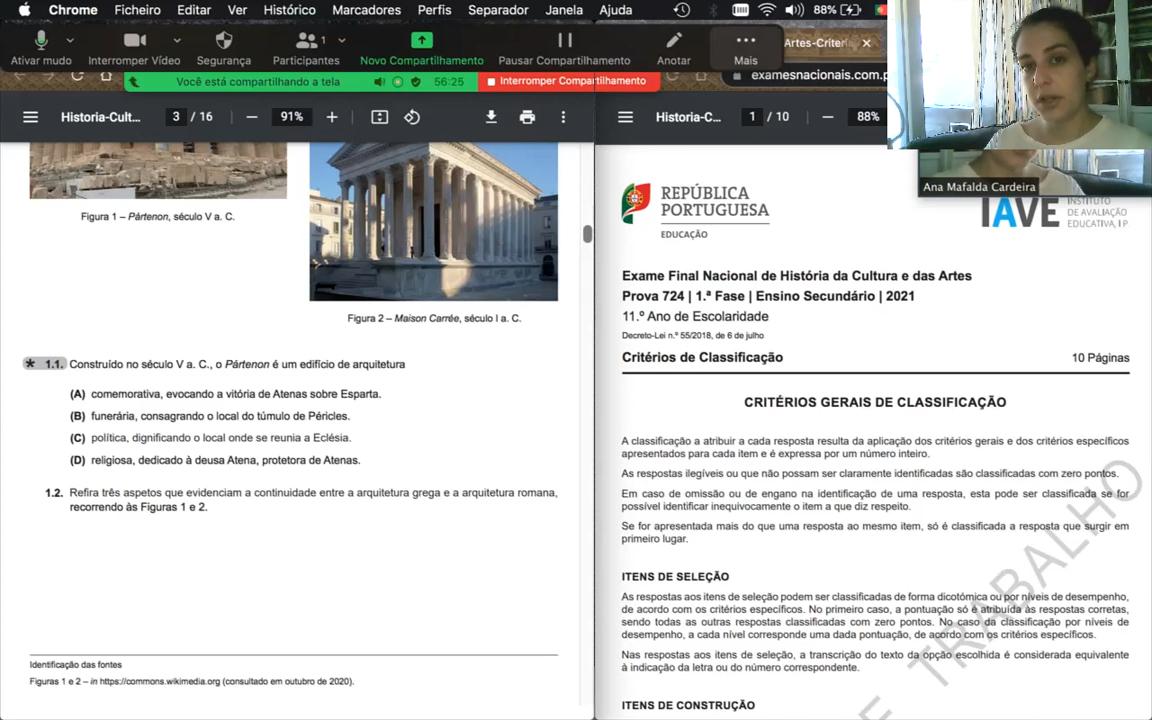 Chrome Ficheiro Editar Ver Histórico Marcadores Perfis Separador Janela Ajuda 88%
Ativar mudo Interromper Vídeo Segurança Participantes 1 Novo Compartilhamento Pausar Compartilhamento Anotar Mais
Artes-Criter
Você está compartilhando a tela 56:25 Interromper Compartilhamento
examesnacionais.com.p
Historia-Cult... 3 / 16 91%
Historia-C... 1 / 10 88%
Ana Mafalda Cardeira
Figura 1 – Pártenon, século V a. C.
Figura 2 – Maison Carrée, século I a. C.
* 1.1. Construído no século V a. C., o Pártenon é um edifício de arquitetura
(A) comemorativa, evocando a vitória de Atenas sobre Esparta.
(B) funerária, consagrando o local do túmulo de Péricles.
(C) política, dignificando o local onde se reunia a Eclésia.
(D) religiosa, dedicado à deusa Atena, protetora de Atenas.
1.2. Refira três aspetos que evidenciam a continuidade entre a arquitetura grega e a arquitetura romana,
recorrendo às Figuras 1 e 2.
Identificação das fontes
Figuras 1 e 2 – in https://commons.wikimedia.org (consultado em outubro de 2020).
REPÚBLICA
PORTUGUESA
EDUCAÇÃO
IAVE
INSTITUTO
DE AVALIAÇÃO
EDUCATIVA, I.P.
Exame Final Nacional de História da Cultura e das Artes
Prova 724 | 1.ª Fase | Ensino Secundário | 2021
11.º Ano de Escolaridade
Decreto-Lei n.º 55/2018, de 6 de julho
Critérios de Classificação 10 Páginas
CRITÉRIOS GERAIS DE CLASSIFICAÇÃO
A classificação a atribuir a cada resposta resulta da aplicação dos critérios gerais e dos critérios específicos
apresentados para cada item e é expressa por um número inteiro.
As respostas ilegíveis ou que não possam ser claramente identificadas são classificadas com zero pontos.
Em caso de omissão ou de engano na identificação de uma resposta, esta pode ser classificada se for
possível identificar inequivocamente o item a que diz respeito.
Se for apresentada mais do que uma resposta ao mesmo item, só é classificada a resposta que surgir em
primeiro lugar.
ITENS DE SELEÇÃO
As respostas aos itens de seleção podem ser classificadas de forma dicotómica ou por níveis de desempenho,
de acordo com os critérios específicos. No primeiro caso, a pontuação só é atribuída às respostas corretas,
sendo todas as outras respostas classificadas com zero pontos. No caso da classificação por níveis de
desempenho, a cada nível corresponde uma dada pontuação, de acordo com os critérios específicos.
Nas respostas aos itens de seleção, a transcrição do texto da opção escolhida é considerada equivalente
à indicação da letra ou do número correspondente.
ITENS DE CONSTRUÇÃO
E TRABALHO